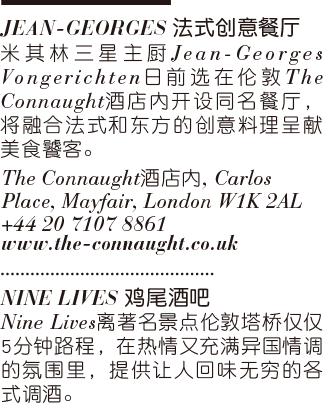 JEAN-GEORGES 法式创意餐厅
米其林三星主厨Jean-Georges
Vongerichten日前选在伦敦The
Connaught酒店内开设同名餐厅，
将融合法式和东方的创意料理呈献
美食饕客。
The Connaught酒店内, Carlos
Place, Mayfair, London W1K 2AL
+44 20 7107 8861
www.the-connaught.co.uk
NINE LIVES 鸡尾酒吧
Nine Lives离著名景点伦敦塔桥仅仅
5分钟路程，在热情又充满异国情调
的氛围里，提供让人回味无穷的各
式调酒。